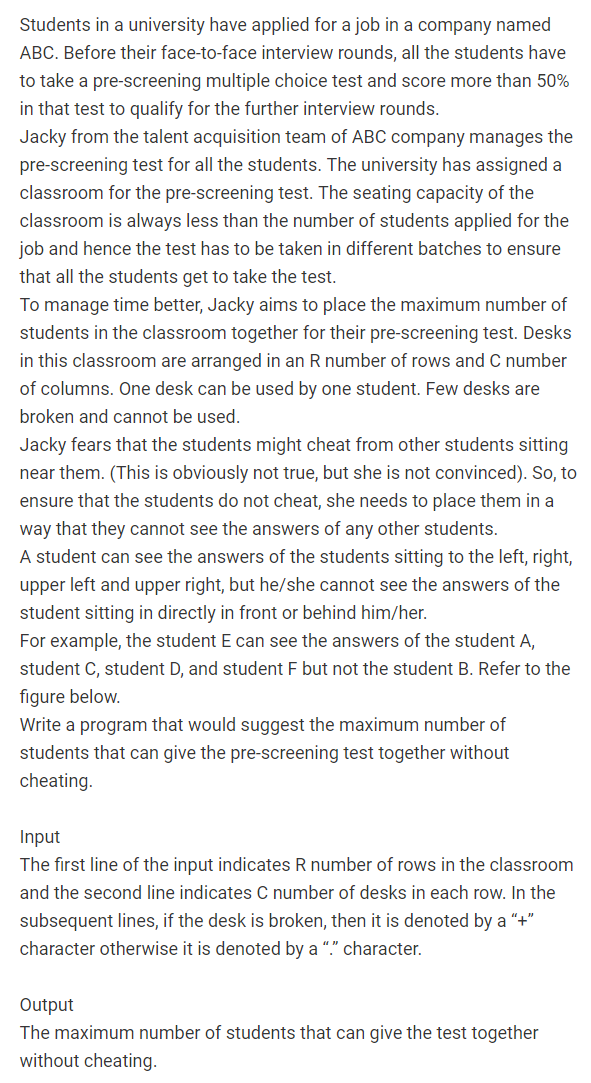 Students in a university have applied for a job in a company named
ABC. Before their face-to-face interview rounds, all the students have
to take a pre-screening multiple choice test and score more than 50%
in that test to qualify for the further interview rounds.
Jacky from the talent acquisition team of ABC company manages the
pre-screening test for all the students. The university has assigned a
classroom for the pre-screening test. The seating capacity of the
classroom is always less than the number of students applied for the
job and hence the test has to be taken in different batches to ensure
that all the students get to take the test.
To manage time better, Jacky aims to place the maximum number of
students in the classroom together for their pre-screening test. Desks
in this classroom are arranged in an R number of rows and C number
of columns. One desk can be used by one student. Few desks are
broken and cannot be used.
Jacky fears that the students might cheat from other students sitting
near them. (This is obviously not true, but she is not convinced). So, to
ensure that the students do not cheat, she needs to place them in a
way that they cannot see the answers of any other students.
A student can see the answers of the students sitting to the left, right,
upper left and upper right, but he/she cannot see the answers of the
student sitting in directly in front or behind him/her.
For example, the student E can see the answers of the student A,
student C, student D, and student F but not the student B. Refer to the
figure below.
Write a program that would suggest the maximum number of
students that can give the pre-screening test together without
cheating.
Input
The first line of the input indicates R number of rows in the classroom
and the second line indicates C number of desks in each row. In the
subsequent lines, if the desk is broken, then it is denoted by a “+”
character otherwise it is denoted by a “.” character.
Output
The maximum number of students that can give the test together
without cheating.